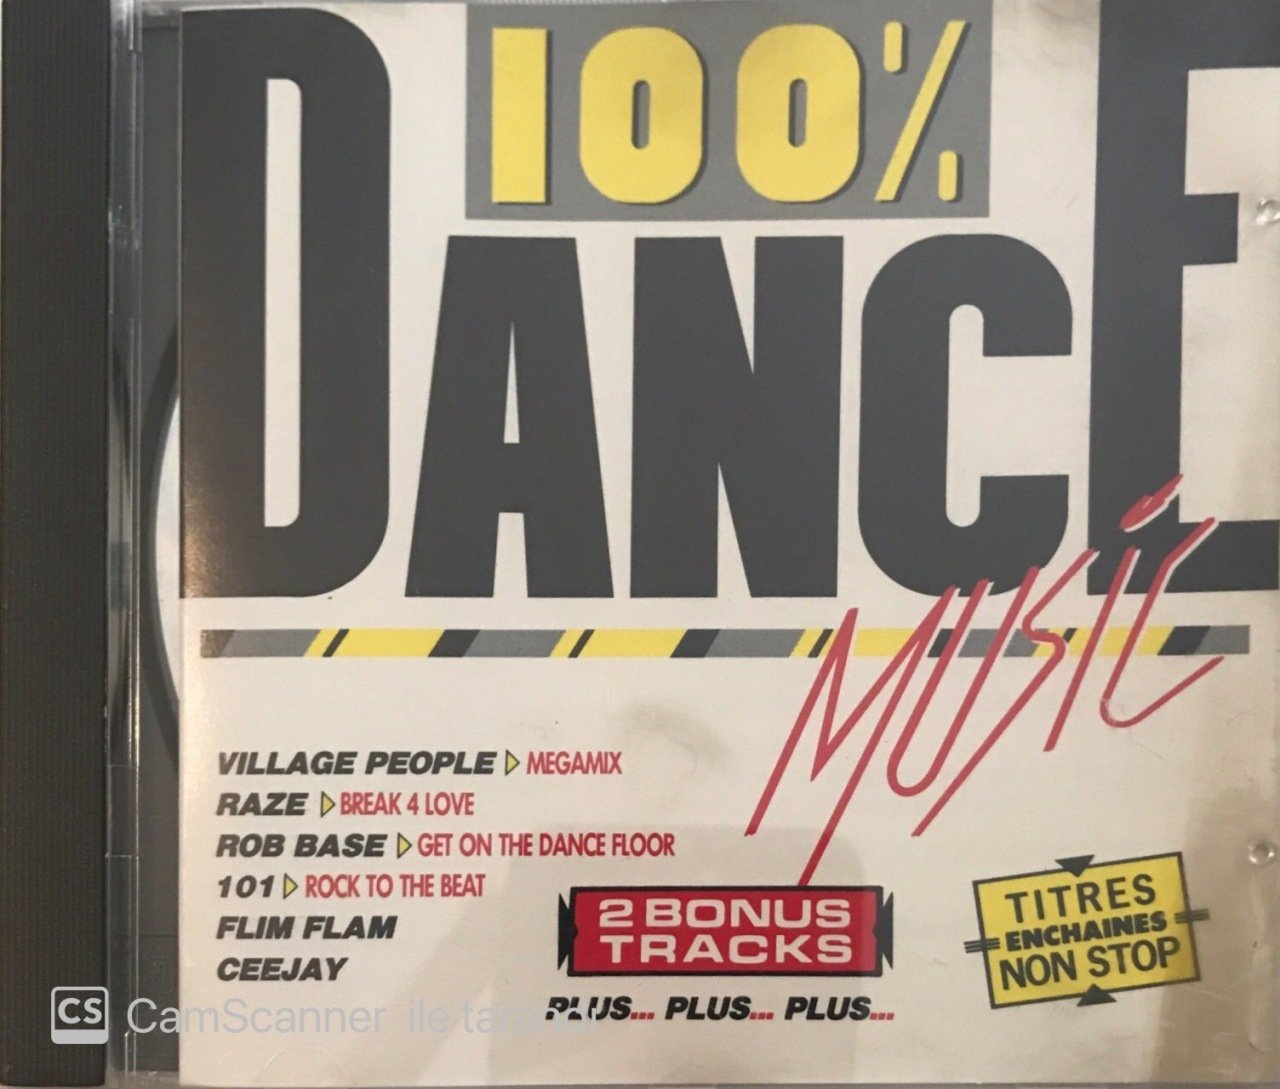 100%
DANCE
MUSIC
VILLAGE PEOPLE ▷ MEGAMIX
RAZE ▷ BREAK 4 LOVE
ROB BASE ▷ GET ON THE DANCE FLOOR
101 ▷ ROCK TO THE BEAT
FLIM FLAM
CEEJAY
2 BONUS
TRACKS
PLUS... PLUS... PLUS...
TITRES
ENCHAINES
NON STOP
CS CamScanner ile tarandı